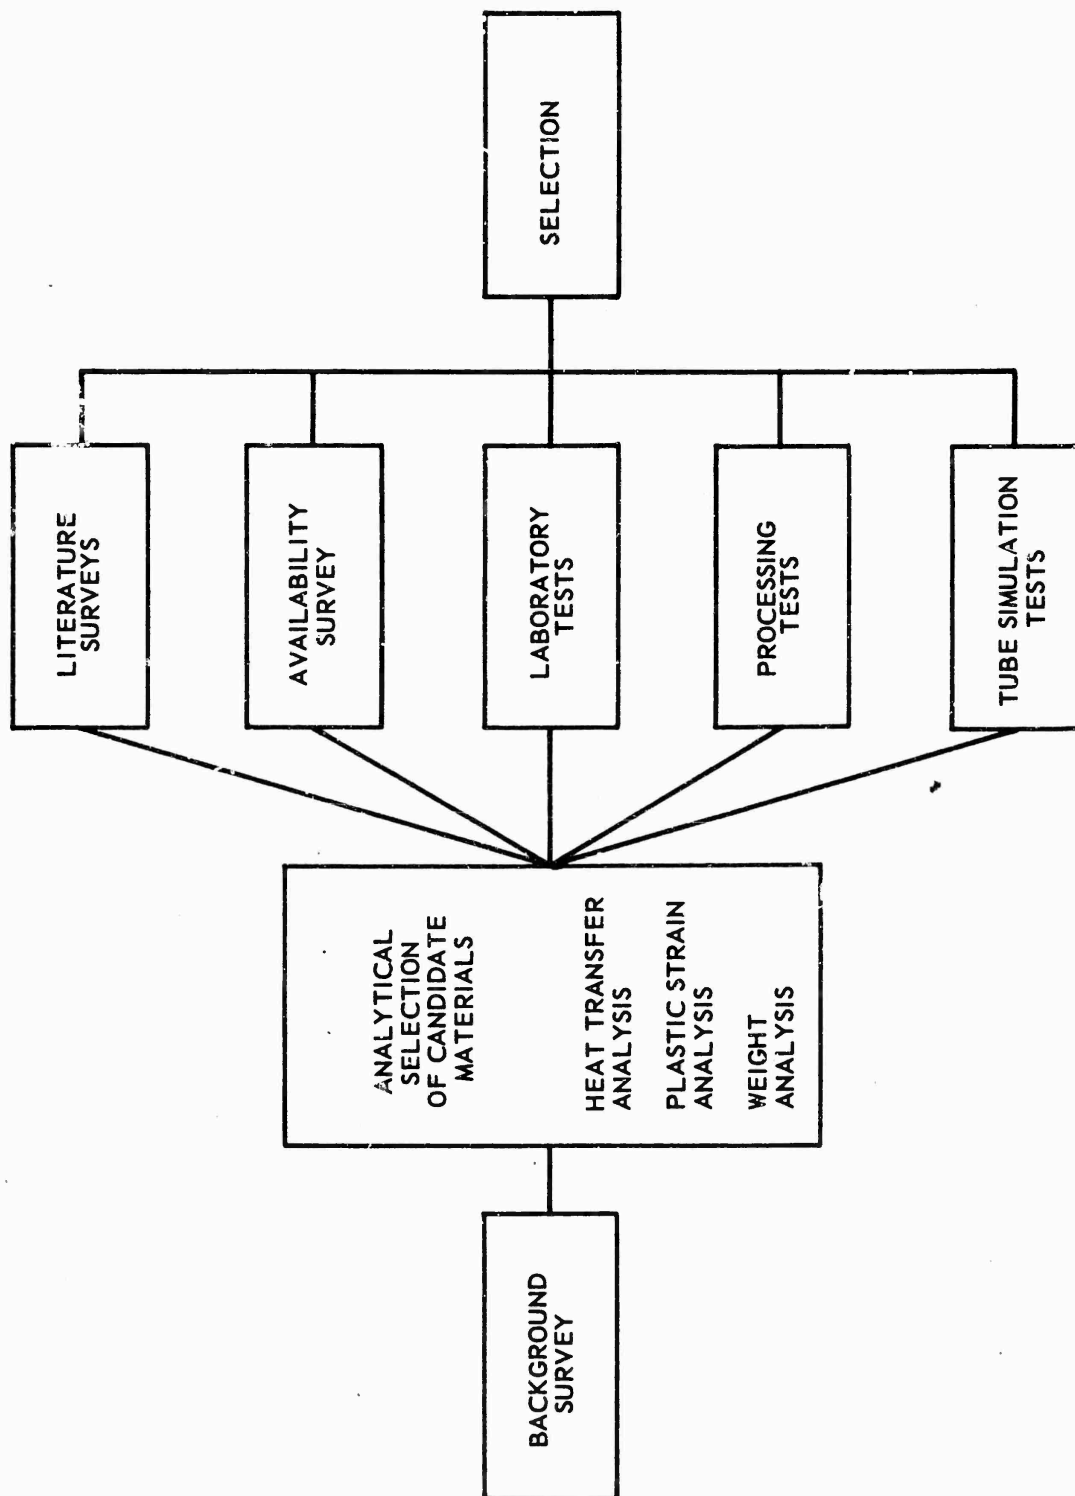 BACKGROUND
SURVEY
ANALYTICAL
SELECTION
OF CANDIDATE
MATERIALS
HEAT TRANSFER
ANALYSIS
PLASTIC STRAIN
ANALYSIS
WEIGHT
ANALYSIS
LITERATURE
SURVEYS
AVAILABILITY
SURVEY
LABORATORY
TESTS
PROCESSING
TESTS
TUBE SIMULATION
TESTS
SELECTION